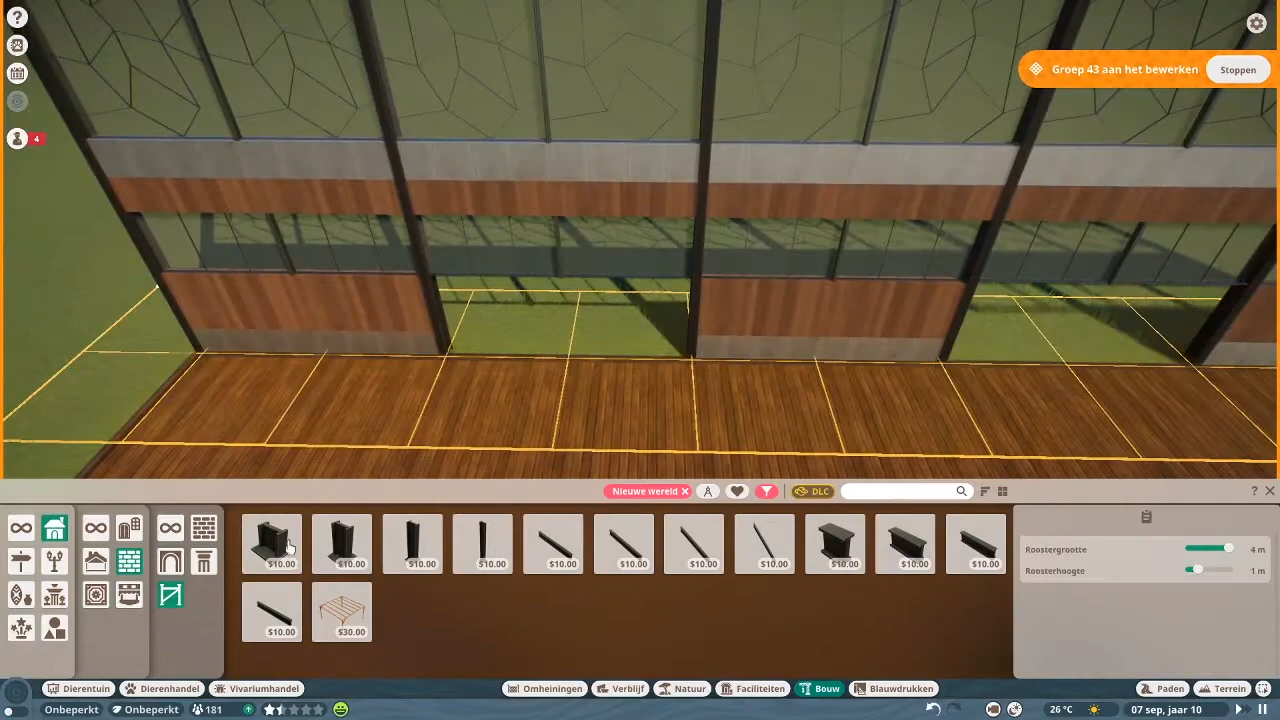 ?
Groep 43 aan het bewerken
Stoppen
4
Nieuwe wereld ×
DLC
? ×
$10.00 $10.00 $10.00 $10.00 $10.00 $10.00 $10.00 $10.00 $10.00 $10.00 $10.00
$10.00 $30.00
Roostergrootte 4 m
Roosterhoogte 1 m
Dierentuin Dierenhandel Vivariumhandel Omheiningen Verblijf Natuur Faciliteiten Bouw Blauwdrukken Paden Terrein
Onbeperkt Onbeperkt 181 26 °C 07 sep, jaar 10